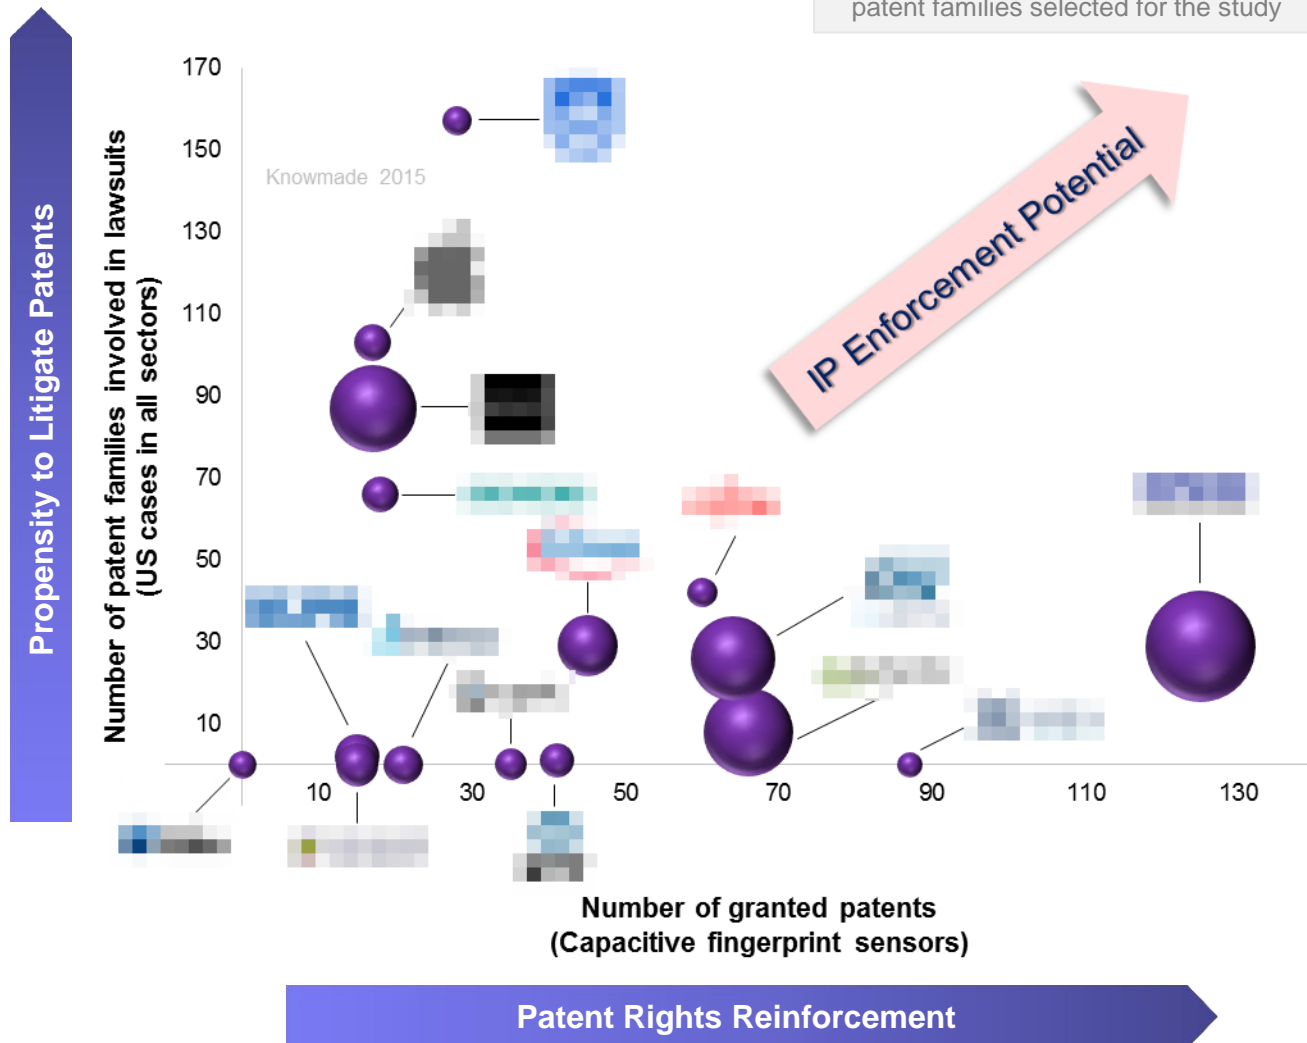 patent families selected for the study
Propensity to Litigate Patents
Number of patent families involved in lawsuits
(US cases in all sectors)
170
150
130
110
90
70
50
30
10
Knowmade 2015
IP Enforcement Potential
10
30
50
70
90
110
130
Number of granted patents
(Capacitive fingerprint sensors)
Patent Rights Reinforcement